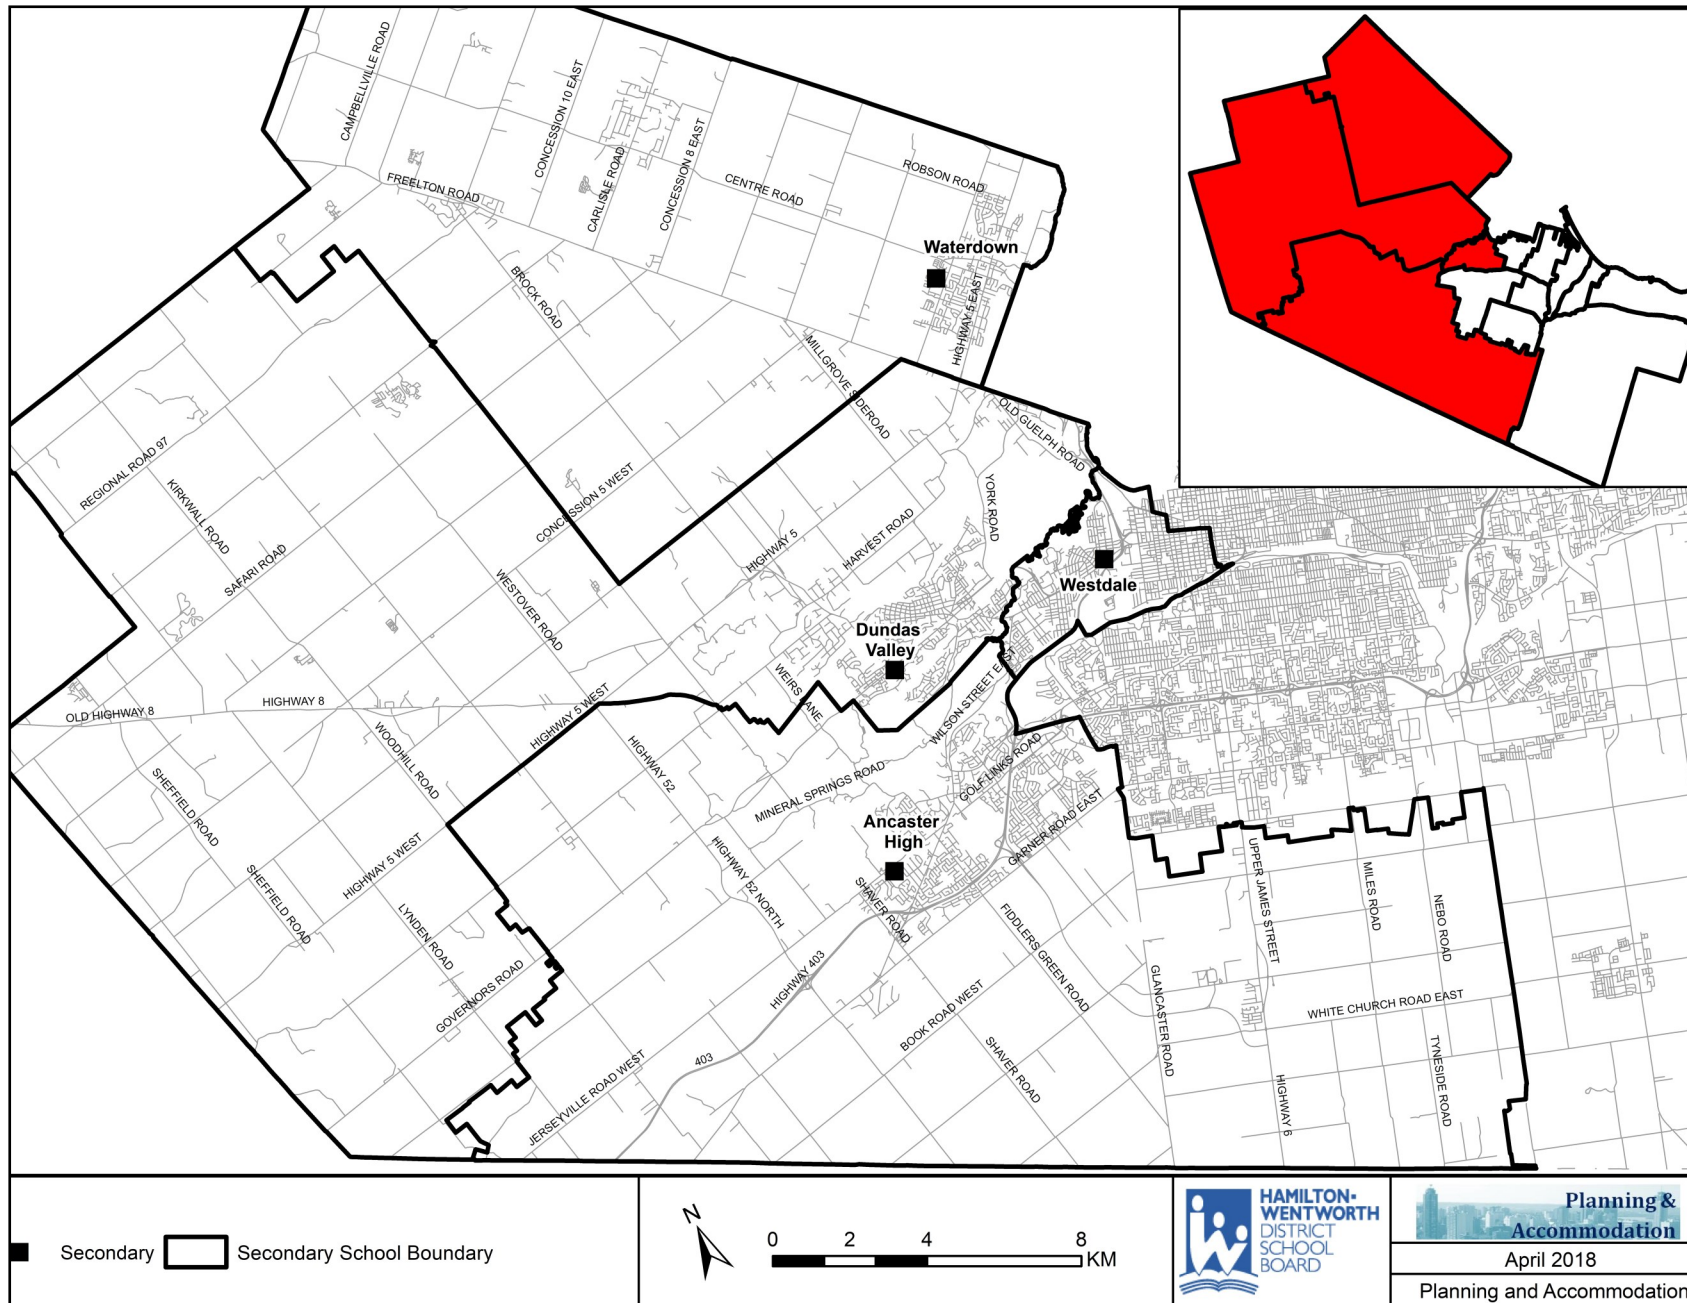 CAMPBELLVILLE ROAD
CONCESSION 10 EAST
CARLISLE ROAD
CONCESSION 8 EAST
FREELTON ROAD
CENTRE ROAD
ROBSON ROAD
Waterdown
BROCK ROAD
HIGHWAY 5 EAST
MILLGROVE SIDEROAD
OLD GUELPH ROAD
REGIONAL ROAD 97
KIRKWALL ROAD
SAFARI ROAD
CONCESSION 5 WEST
HIGHWAY 5
HARVEST ROAD
YORK ROAD
WESTOVER ROAD
Westdale
Dundas
Valley
WEIRS LANE
WILSON STREET EAST
OLD HIGHWAY 8
HIGHWAY 8
HIGHWAY 5 WEST
WOODHILL ROAD
HIGHWAY 52
MINERAL SPRINGS ROAD
GOLF LINKS ROAD
GARNER ROAD EAST
SHEFFIELD ROAD
HIGHWAY 5 WEST
SHEFFIELD ROAD
LYNDEN ROAD
GOVERNORS ROAD
HIGHWAY 52 NORTH
Ancaster
High
SHAVER ROAD
FIDDLERS GREEN ROAD
HIGHWAY 403
BOOK ROAD WEST
SHAVER ROAD
403
JERSEYVILLE ROAD WEST
GLANCASTER ROAD
UPPER JAMES STREET
MILES ROAD
NEBO ROAD
WHITE CHURCH ROAD EAST
HIGHWAY 6
TYNESIDE ROAD
Secondary
Secondary School Boundary
N
0 2 4 8
KM
HAMILTON-
WENTWORTH
DISTRICT
SCHOOL
BOARD
Planning &
Accommodation
April 2018
Planning and Accommodation